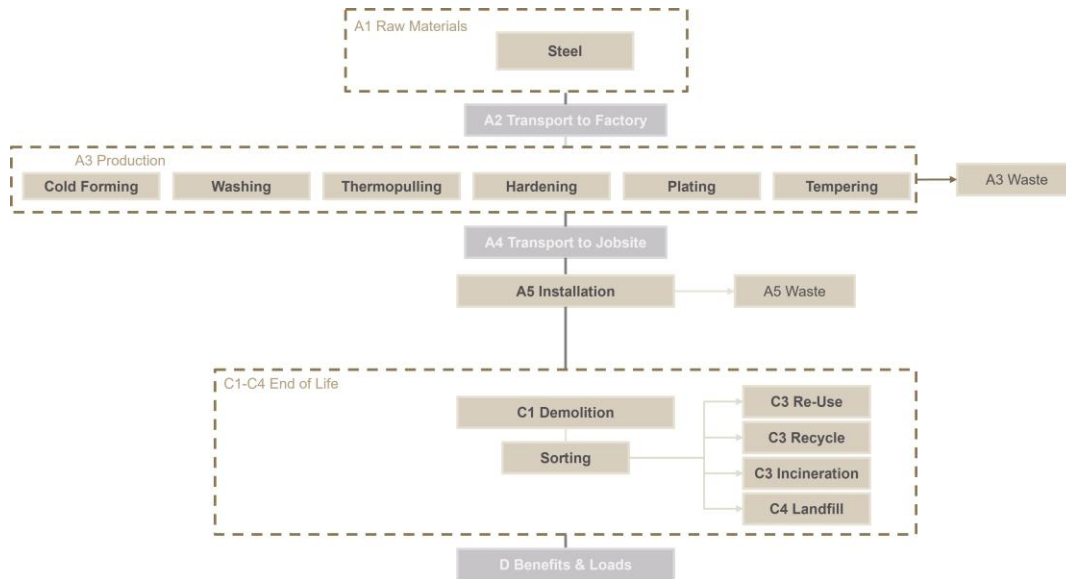 A1 Raw Materials
Steel
A2 Transport to Factory
A3 Production
Cold Forming
Washing
Thermopulling
Hardening
Plating
Tempering
A3 Waste
A4 Transport to Jobsite
A5 Installation
A5 Waste
C1-C4 End of Life
C1 Demolition
Sorting
C3 Re-Use
C3 Recycle
C3 Incineration
C4 Landfill
D Benefits & Loads